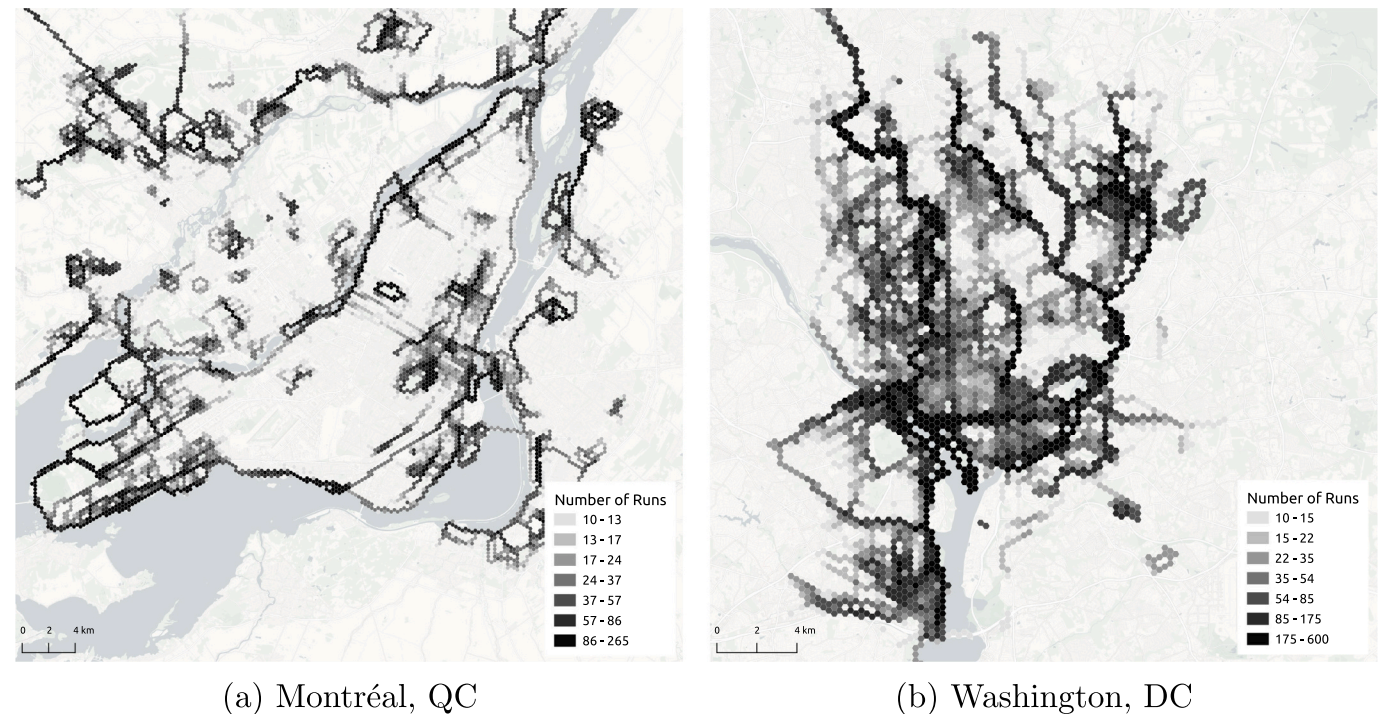 Number of Runs
10 - 13
13 - 17
17 - 24
24 - 37
37 - 57
57 - 86
86 - 265
0 2 4 km
(a) Montréal, QC
Number of Runs
10 - 15
15 - 22
22 - 35
35 - 54
54 - 85
85 - 175
175 - 600
0 2 4 km
(b) Washington, DC